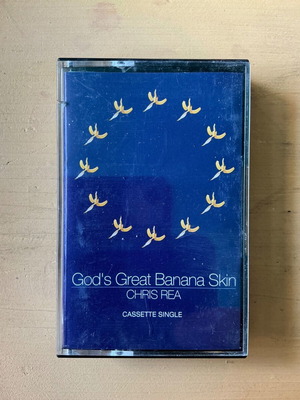 God's Great Banana Skin
CHRIS REA
CASSETTE SINGLE